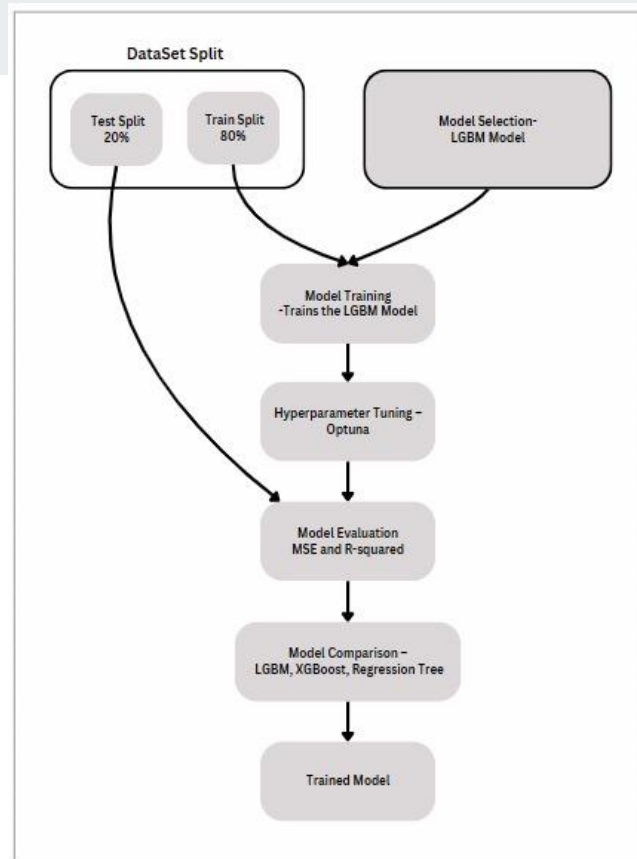 DataSet Split
Test Split
20%
Train Split
80%
Model Selection-
LGBM Model
Model Training
-Trains the LGBM Model
Hyperparameter Tuning –
Optuna
Model Evaluation
MSE and R-squared
Model Comparison –
LGBM, XGBoost, Regression Tree
Trained Model